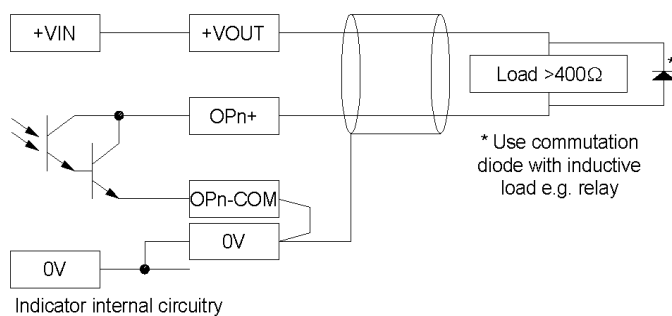 +VIN
+VOUT
Load >400Ω
*
OPn+
* Use commutation
diode with inductive
load e.g. relay
OPn-COM
0V
0V
Indicator internal circuitry